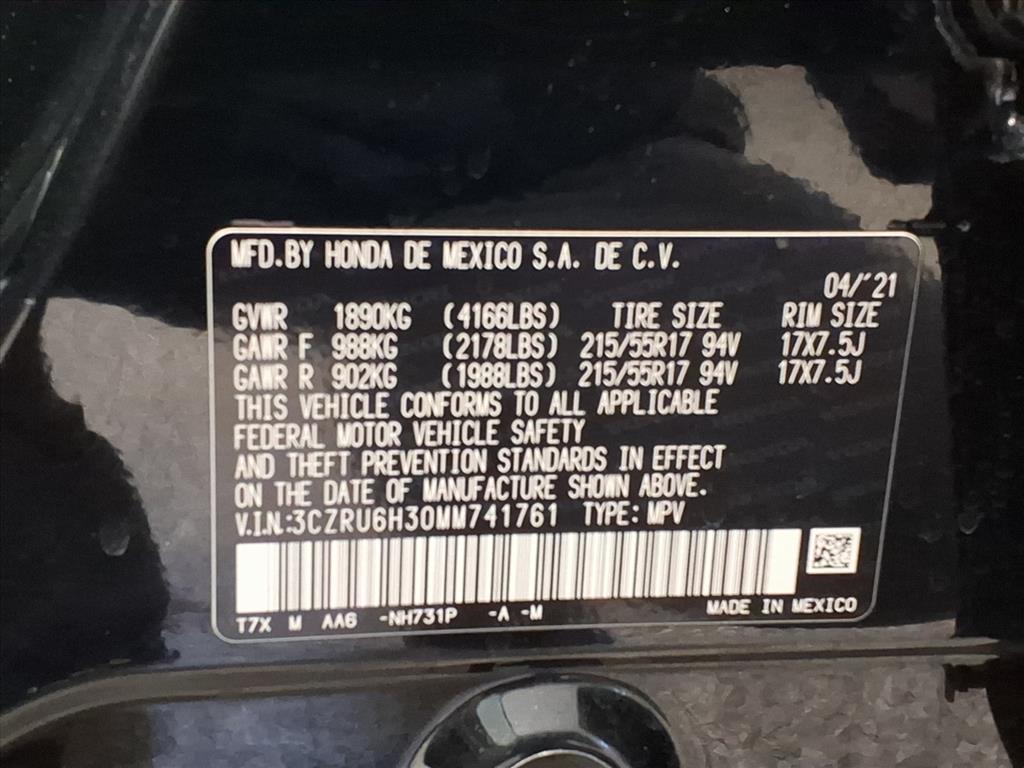 MFD.BY HONDA DE MEXICO S.A. DE C.V.
04/'21
GVWR 1890KG (4166LBS) TIRE SIZE RIM SIZE
GAWR F 988KG (2178LBS) 215/55R17 94V 17X7.5J
GAWR R 902KG (1988LBS) 215/55R17 94V 17X7.5J
THIS VEHICLE CONFORMS TO ALL APPLICABLE
FEDERAL MOTOR VEHICLE SAFETY
AND THEFT PREVENTION STANDARDS IN EFFECT
ON THE DATE OF MANUFACTURE SHOWN ABOVE.
V.I.N.:3CZRU6H30MM741761 TYPE: MPV
T7X M AA6 -NH731P -A -M MADE IN MEXICO